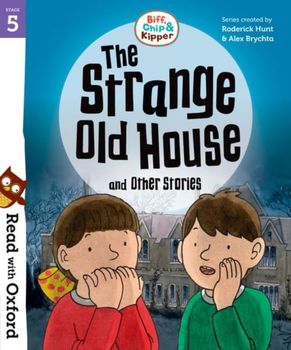 STAGE
5
Biff,
Chip &
Kipper
Series created by
Roderick Hunt
& Alex Brychta
The
Strange
Old House
and Other Stories
Read with Oxford